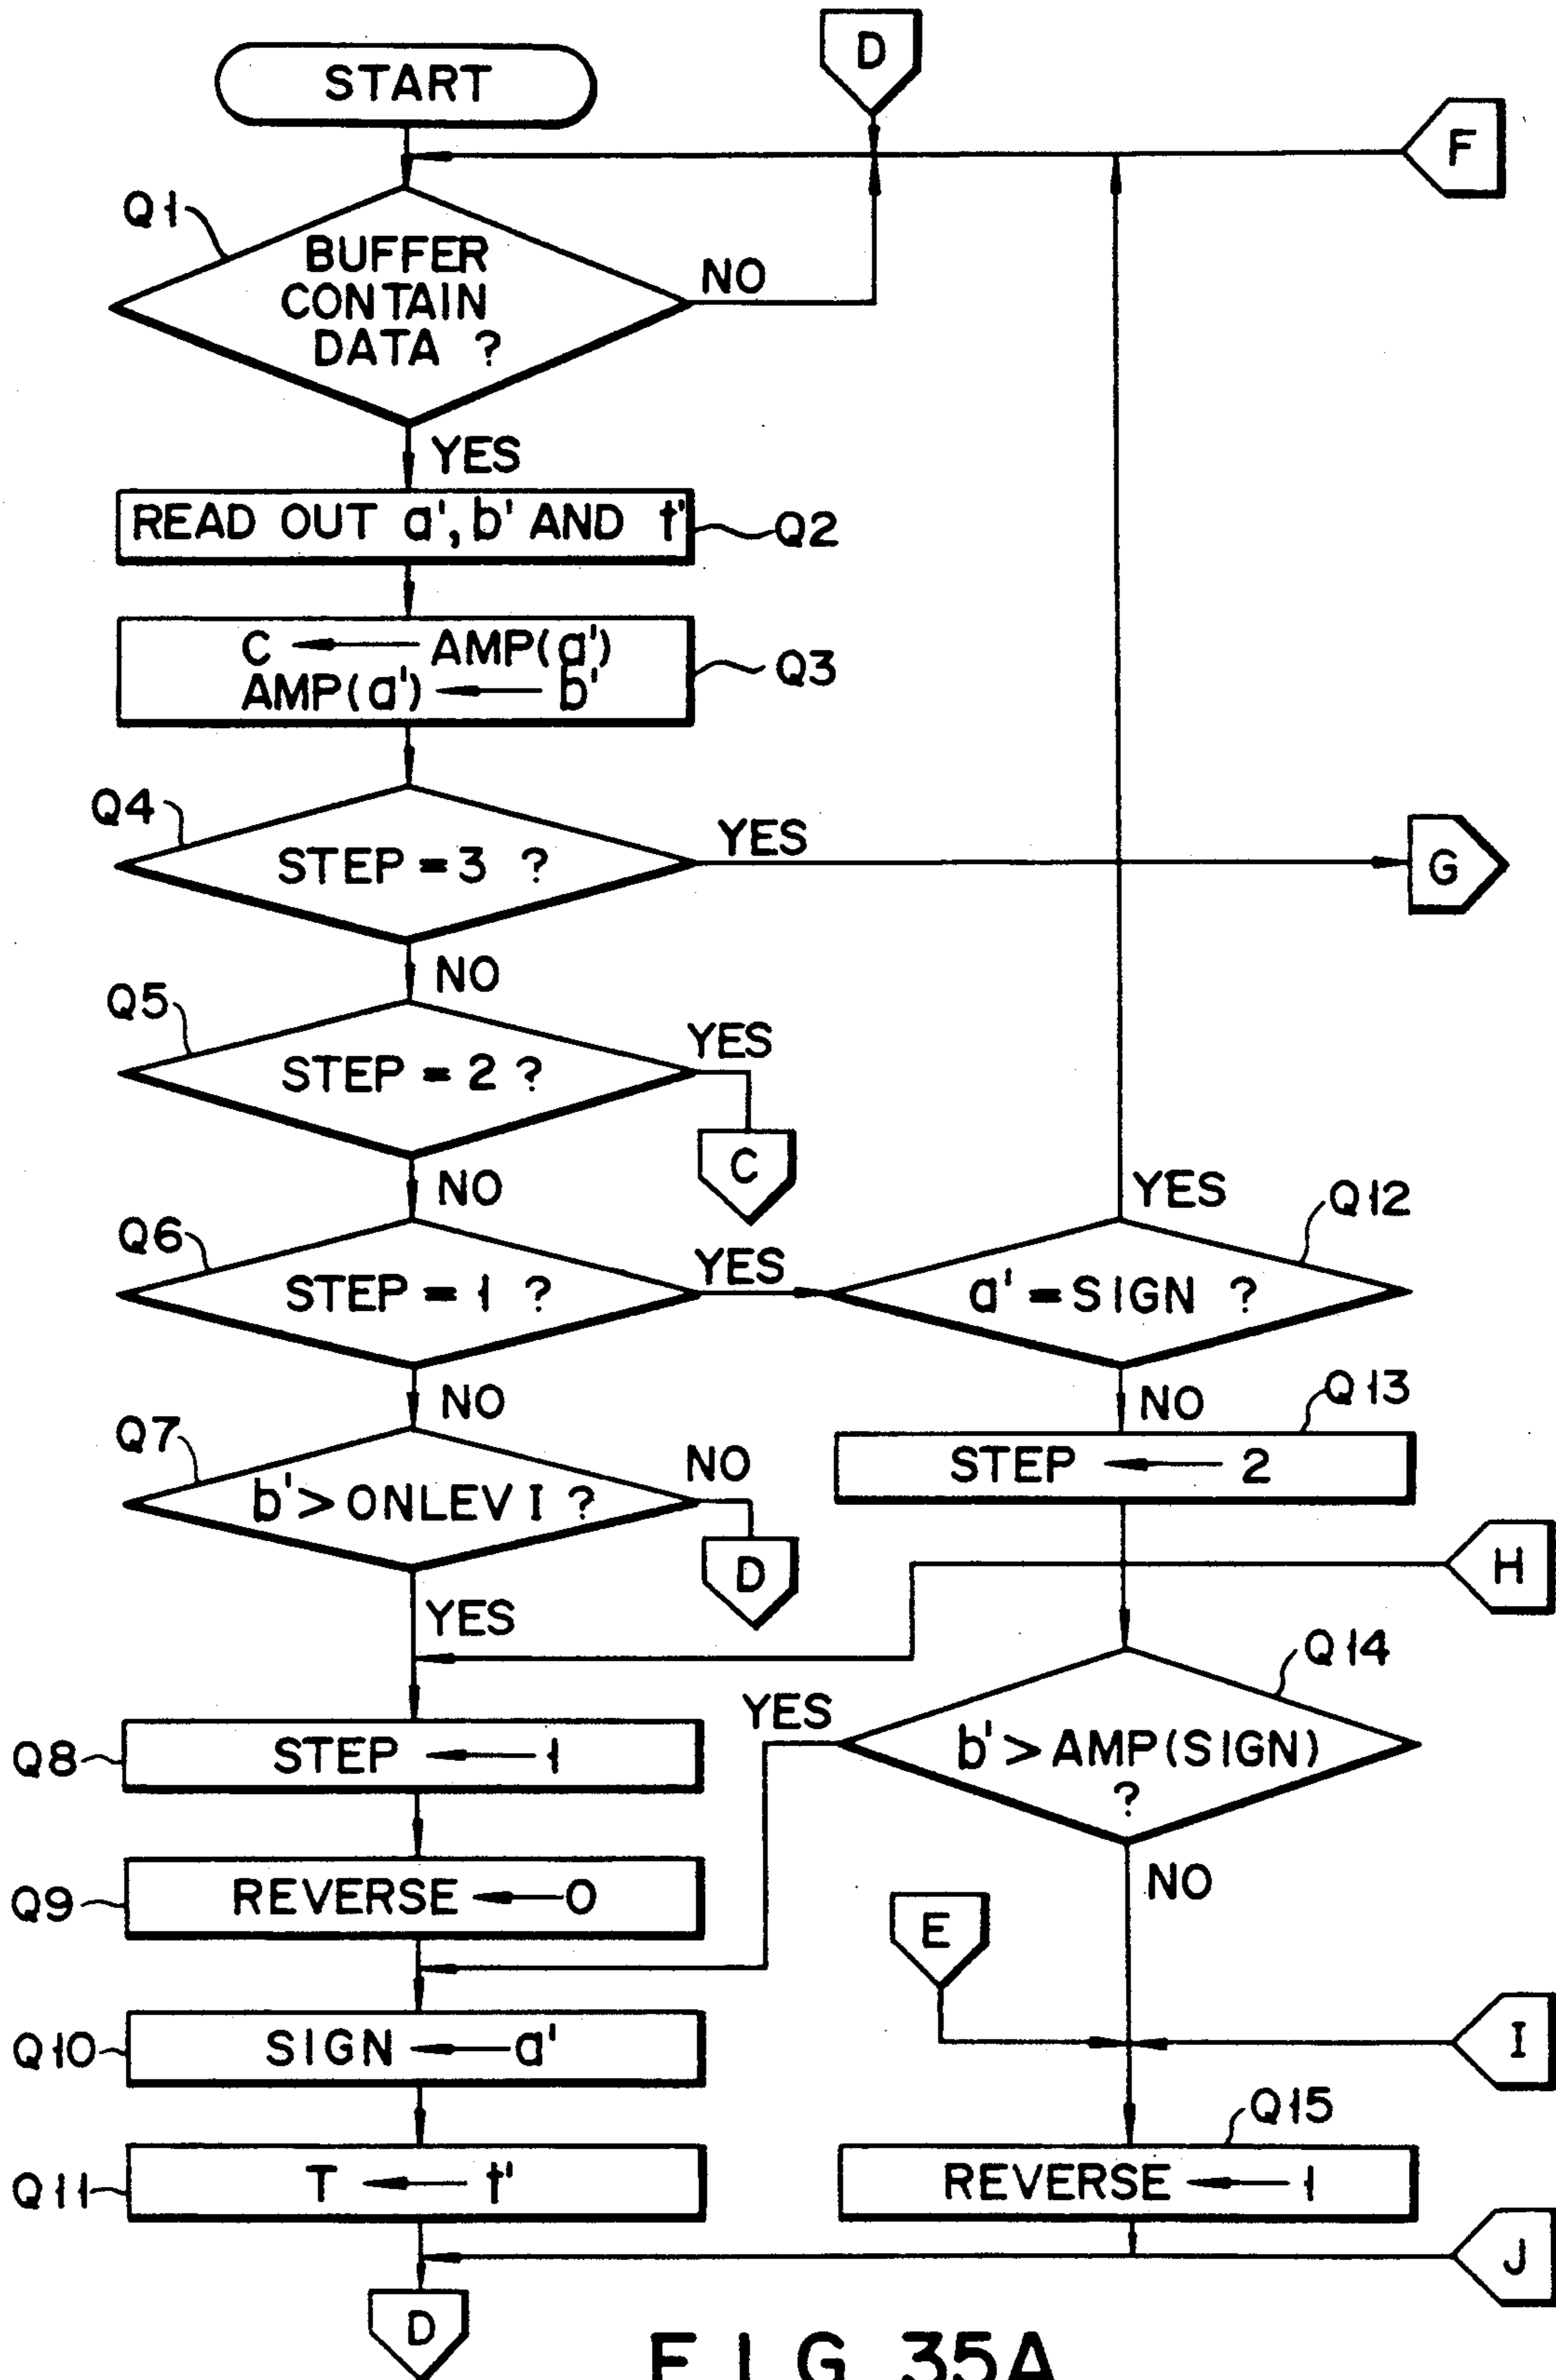 D
START
F
Q1
BUFFER
CONTAIN
DATA ?
NO
YES
READ OUT a', b' AND t'
Q2
C ← AMP(a')
AMP(a') ← b'
Q3
Q4
STEP = 3 ?
YES
G
NO
Q5
STEP = 2 ?
YES
C
NO
Q6
STEP = 1 ?
YES
YES
Q12
a' = SIGN ?
NO
Q13
STEP ← 2
NO
Q7
b' > ONLEV I ?
NO
D
YES
H
Q14
b' > AMP(SIGN)
?
YES
NO
Q8
STEP ← 1
Q9
REVERSE ← 0
E
Q10
SIGN ← a'
I
Q15
Q11
T ← t'
REVERSE ← 1
J
D
FIG. 35A